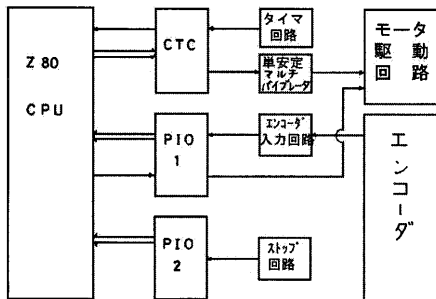 Z 80
CPU
CTC
タイマ
回路
単安定
マルチ
バイブレータ
モータ
駆動
回路
PIO
1
エンコーダ
入力回路
エンコーダ
PIO
2
ストップ
回路